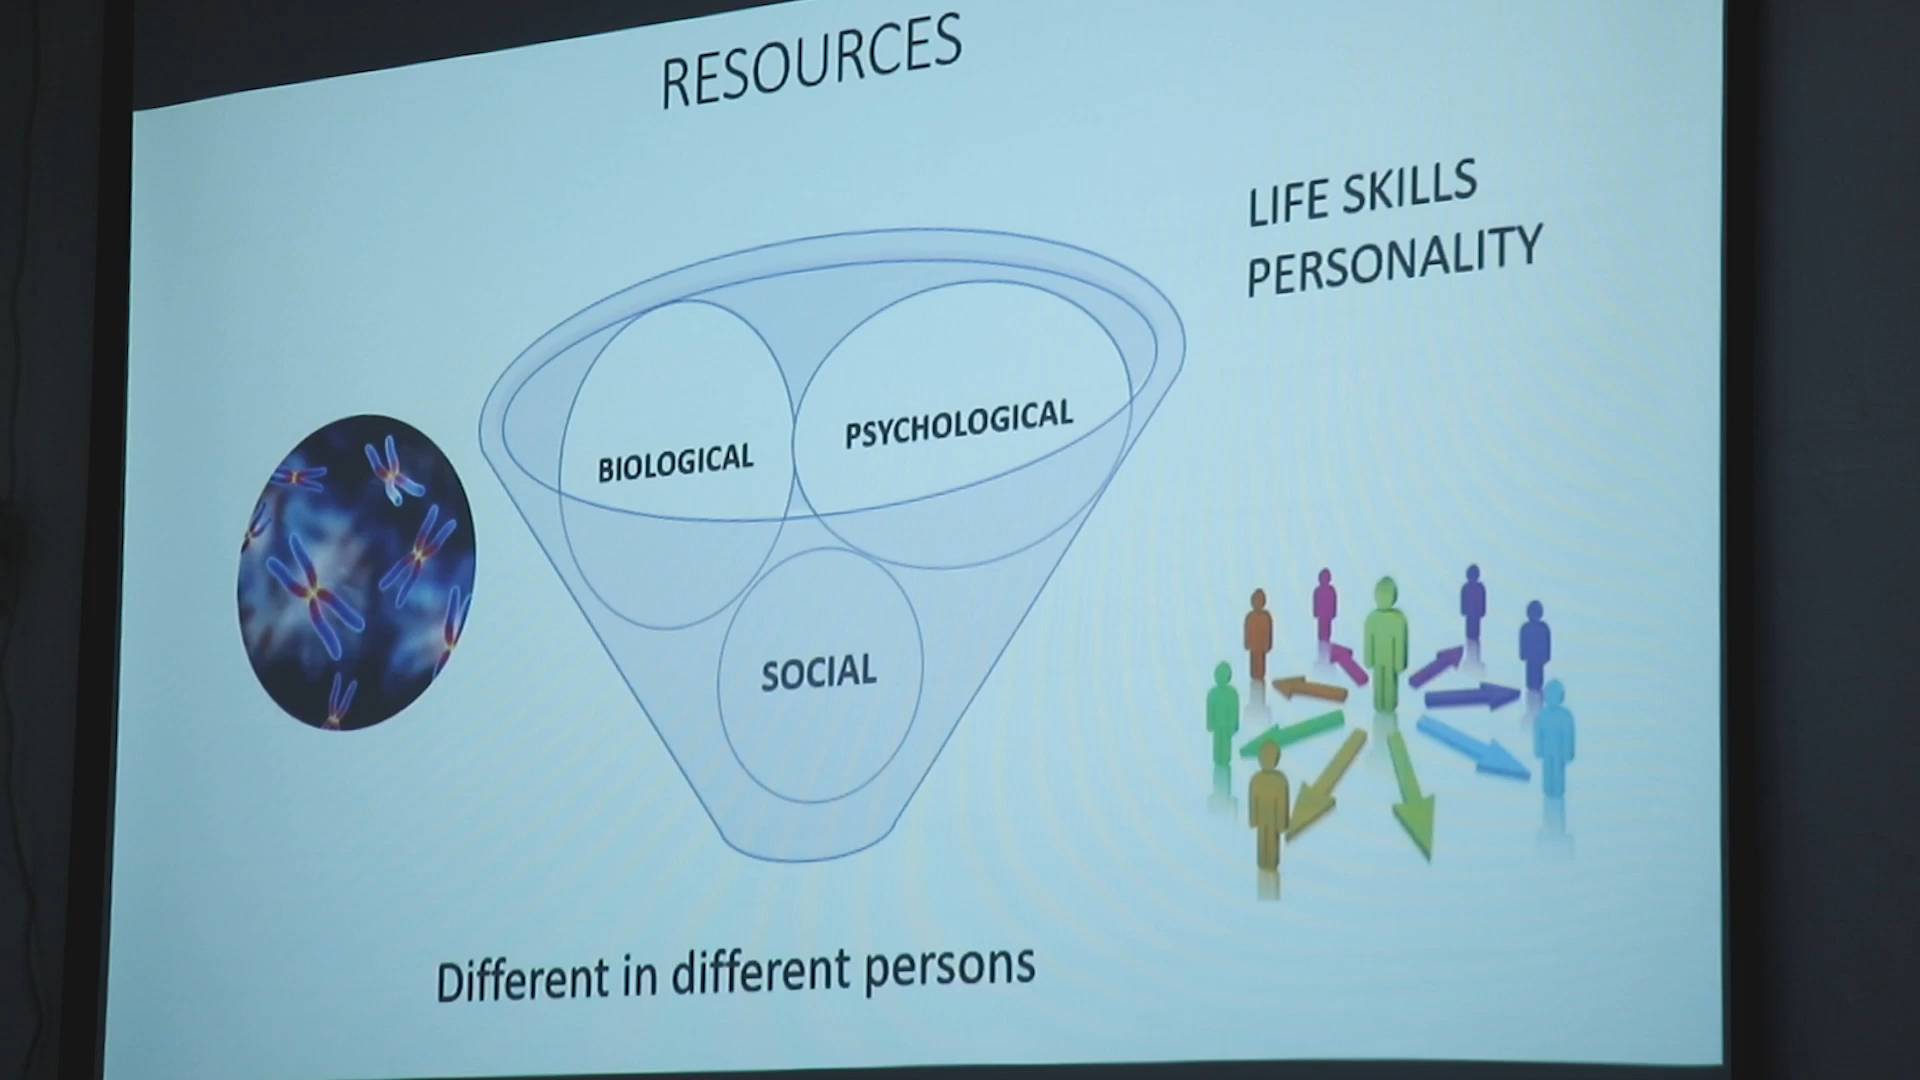 RESOURCES
LIFE SKILLS
PERSONALITY
BIOLOGICAL
PSYCHOLOGICAL
SOCIAL
Different in different persons